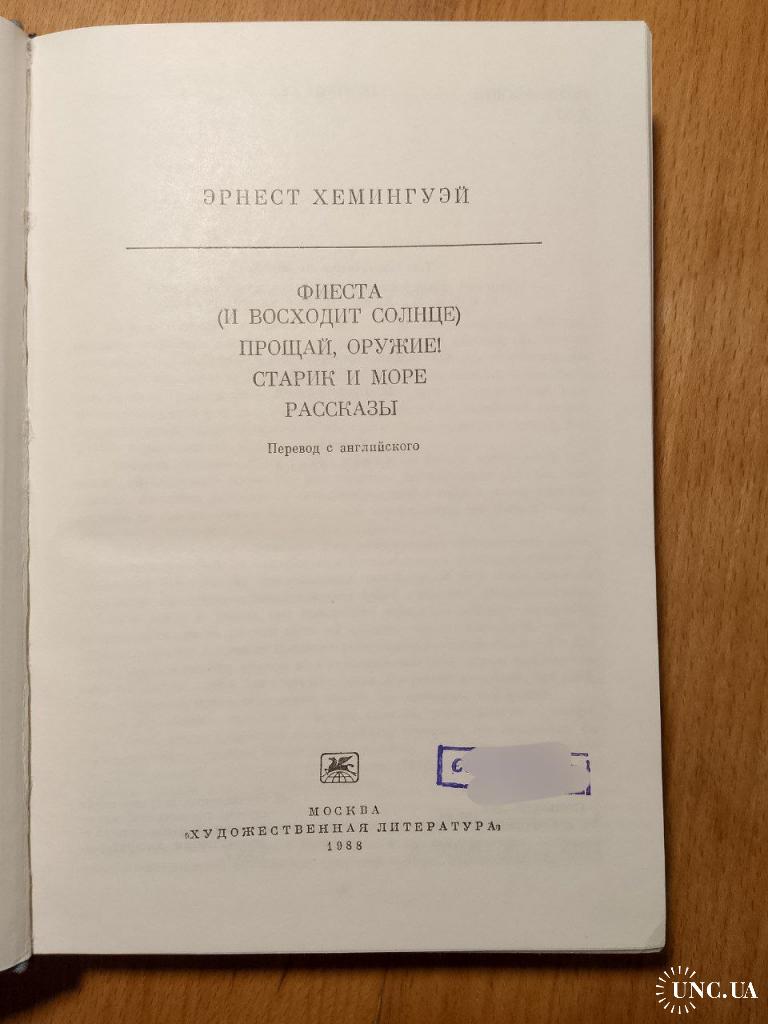 ЭРНЕСТ ХЕМИНГУЭЙ
ФИЕСТА
(И ВОСХОДИТ СОЛНЦЕ)
ПРОЩАЙ, ОРУЖИЕ!
СТАРИК И МОРЕ
РАССКАЗЫ
Перевод с английского
МОСКВА
«ХУДОЖЕСТВЕННАЯ ЛИТЕРАТУРА»
1988
UNC.UA